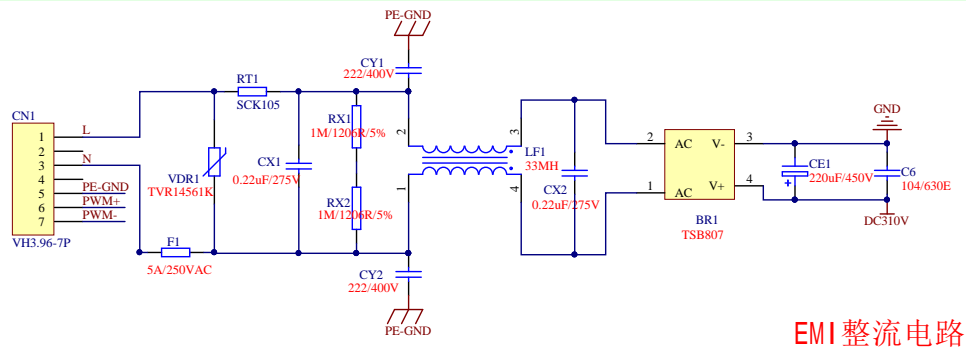 PE-GND
CY1
222/400V
RT1
SCK105
CN1
1
L
2
3
N
4
5
PE-GND
6
PWM+
7
PWM-
VH3.96-7P
F1
5A/250VAC
VDR1
TVR14561K
CX1
0.22uF/275V
RX1
1M/1206R/5%
RX2
1M/1206R/5%
2
3
1
4
LF1
33MH
CX2
0.22uF/275V
2
AC
V-
3
1
AC
V+
4
BR1
TSB807
GND
CE1
220uF/450V
C6
104/630E
DC310V
CY2
222/400V
PE-GND
EMI整流电路